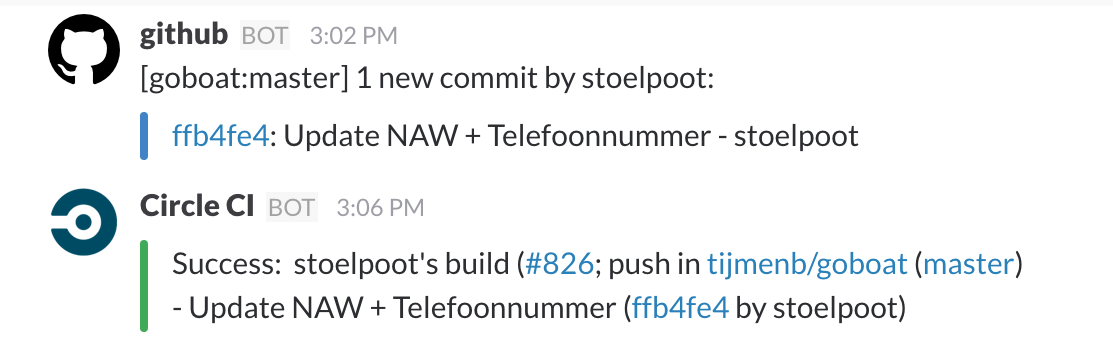 github BOT 3:02 PM
[goboat:master] 1 new commit by stoelpoot:
ffb4fe4: Update NAW + Telefoonnummer - stoelpoot
Circle CI BOT 3:06 PM
Success:  stoelpoot's build (#826; push in tijmenb/goboat (master)
- Update NAW + Telefoonnummer (ffb4fe4 by stoelpoot)